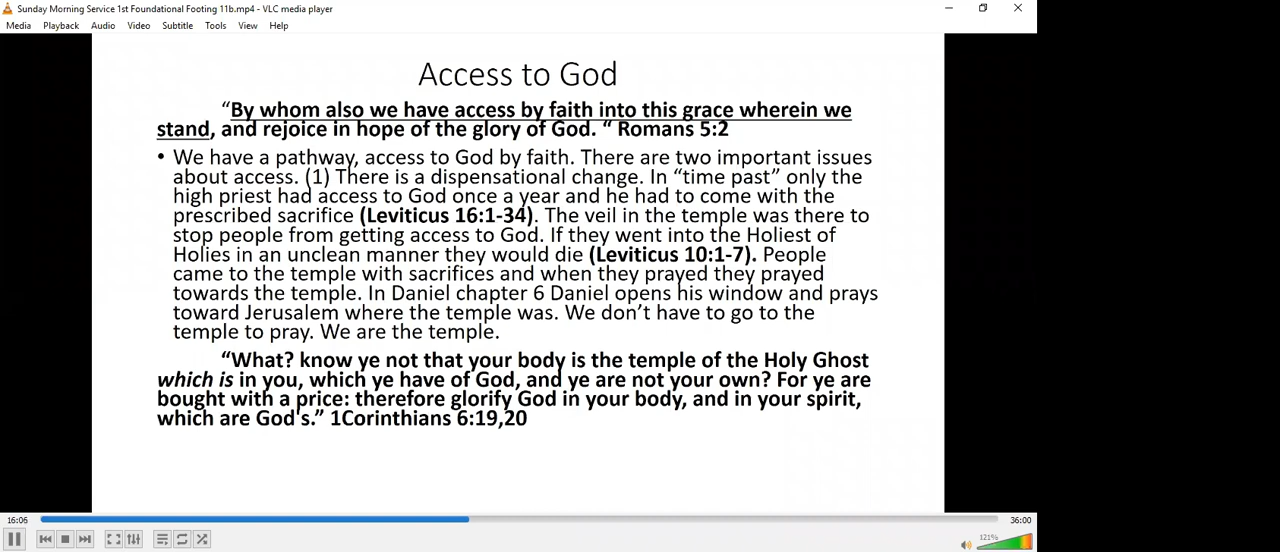 Sunday Morning Service 1st Foundational Footing 11b.mp4 - VLC media player
Media Playback Audio Video Subtitle Tools View Help
Access to God
“By whom also we have access by faith into this grace wherein we
stand, and rejoice in hope of the glory of God. “ Romans 5:2
• We have a pathway, access to God by faith. There are two important issues
about access. (1) There is a dispensational change. In “time past” only the
high priest had access to God once a year and he had to come with the
prescribed sacrifice (Leviticus 16:1-34). The veil in the temple was there to
stop people from getting access to God. If they went into the Holiest of
Holies in an unclean manner they would die (Leviticus 10:1-7). People
came to the temple with sacrifices and when they prayed they prayed
towards the temple. In Daniel chapter 6 Daniel opens his window and prays
toward Jerusalem where the temple was. We don’t have to go to the
temple to pray. We are the temple.
“What? know ye not that your body is the temple of the Holy Ghost
which is in you, which ye have of God, and ye are not your own? For ye are
bought with a price: therefore glorify God in your body, and in your spirit,
which are God's.” 1Corinthians 6:19,20
16:06 36:00
121%